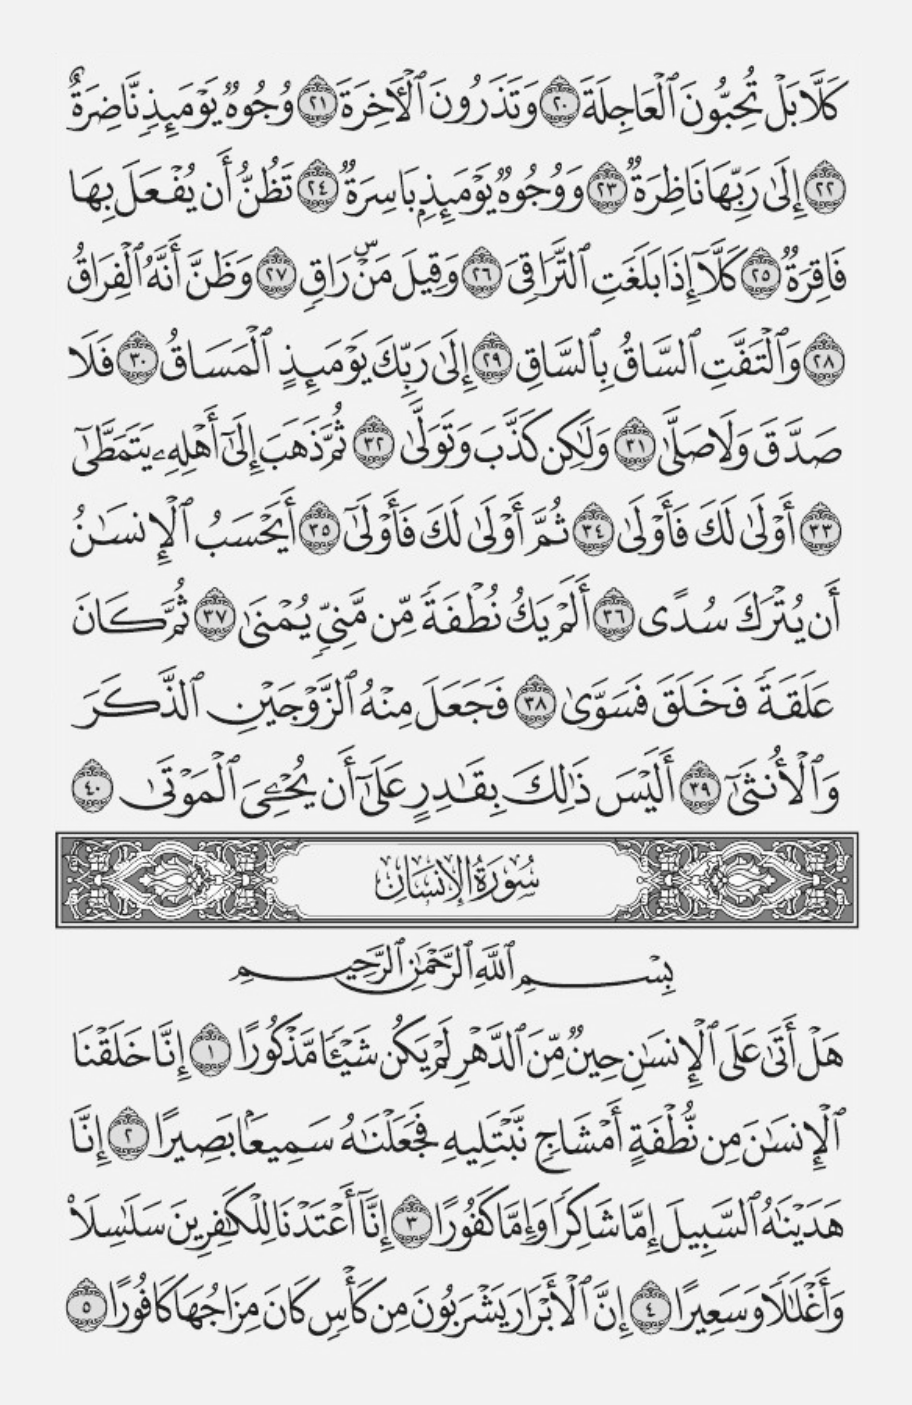 كَلَّا بَلْ تُحِبُّونَ ٱلْعَاجِلَةَ ٢٠ وَتَذَرُونَ ٱلْأٓخِرَةَ ٢١ وُجُوهٌ يَوْمَئِذٍ نَّاضِرَةٌ
٢٢ إِلَىٰ رَبِّهَا نَاظِرَةٌ ٢٣ وَوُجُوهٌ يَوْمَئِذٍۭ بَاسِرَةٌ ٢٤ تَظُنُّ أَن يُفْعَلَ بِهَا
فَاقِرَةٌ ٢٥ كَلَّآ إِذَا بَلَغَتِ ٱلتَّرَاقِىَ ٢٦ وَقِيلَ مَنْۜ رَاقٍ ٢٧ وَظَنَّ أَنَّهُ ٱلْفِرَاقُ
٢٨ وَٱلْتَفَّتِ ٱلسَّاقُ بِٱلسَّاقِ ٢٩ إِلَىٰ رَبِّكَ يَوْمَئِذٍ ٱلْمَسَاقُ ٣٠ فَلَا
صَدَّقَ وَلَا صَلَّىٰ ٣١ وَلَٰكِن كَذَّبَ وَتَوَلَّىٰ ٣٢ ثُمَّ ذَهَبَ إِلَىٰٓ أَهْلِهِۦ يَتَمَطَّىٰٓ
٣٣ أَوْلَىٰ لَكَ فَأَوْلَىٰ ٣٤ ثُمَّ أَوْلَىٰ لَكَ فَأَوْلَىٰٓ ٣٥ أَيَحْسَبُ ٱلْإِنسَٰنُ
أَن يُتْرَكَ سُدًى ٣٦ أَلَمْ يَكُ نُطْفَةً مِّن مَّنِىٍّ يُمْنَىٰ ٣٧ ثُمَّ كَانَ
عَلَقَةً فَخَلَقَ فَسَوَّىٰ ٣٨ فَجَعَلَ مِنْهُ ٱلزَّوْجَيْنِ ٱلذَّكَرَ
وَٱلْأُنثَىٰٓ ٣٩ أَلَيْسَ ذَٰلِكَ بِقَٰدِرٍ عَلَىٰٓ أَن يُحْـِۧىَ ٱلْمَوْتَىٰ ٤٠
سُورَةُ الإِنسَانِ
بِسْمِ ٱللَّهِ ٱلرَّحْمَٰنِ ٱلرَّحِيمِ
هَلْ أَتَىٰ عَلَى ٱلْإِنسَٰنِ حِينٌ مِّنَ ٱلدَّهْرِ لَمْ يَكُن شَيْـًٔا مَّذْكُورًا ١ إِنَّا خَلَقْنَا
ٱلْإِنسَٰنَ مِن نُّطْفَةٍ أَمْشَاجٍ نَّبْتَلِيهِ فَجَعَلْنَٰهُ سَمِيعًۢا بَصِيرًا ٢ إِنَّا
هَدَيْنَٰهُ ٱلسَّبِيلَ إِمَّا شَاكِرًا وَإِمَّا كَفُورًا ٣ إِنَّآ أَعْتَدْنَا لِلْكَٰفِرِينَ سَلَٰسِلَا۟
وَأَغْلَٰلًا وَسَعِيرًا ٤ إِنَّ ٱلْأَبْرَارَ يَشْرَبُونَ مِن كَأْسٍ كَانَ مِزَاجُهَا كَافُورًا ٥